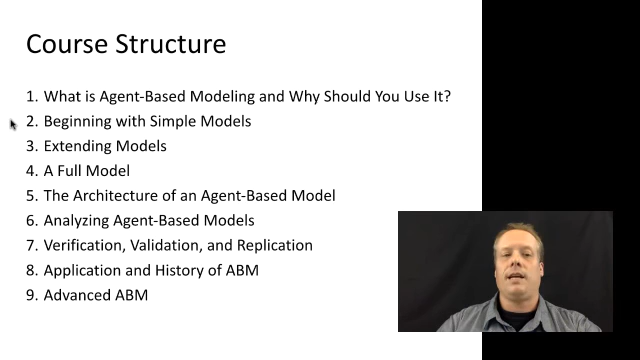 Course Structure
1. What is Agent-Based Modeling and Why Should You Use It?
2. Beginning with Simple Models
3. Extending Models
4. A Full Model
5. The Architecture of an Agent-Based Model
6. Analyzing Agent-Based Models
7. Verification, Validation, and Replication
8. Application and History of ABM
9. Advanced ABM